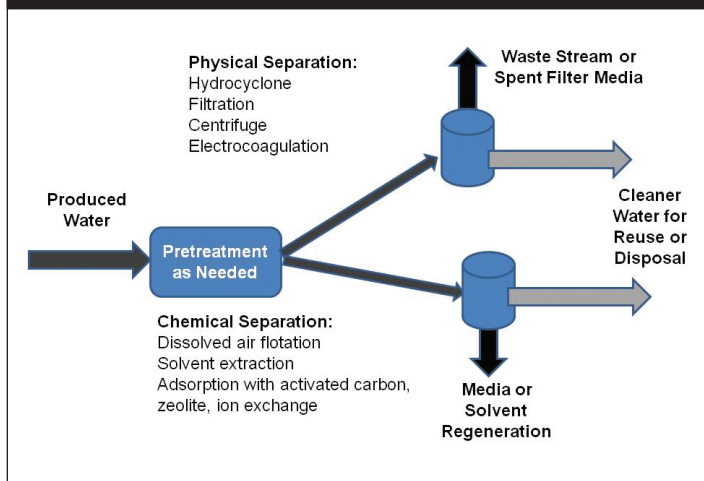 Physical Separation:
Hydrocyclone
Filtration
Centrifuge
Electrocoagulation
Waste Stream or
Spent Filter Media
Produced
Water
Pretreatment
as Needed
Cleaner
Water for
Reuse or
Disposal
Chemical Separation:
Dissolved air flotation
Solvent extraction
Adsorption with activated carbon,
zeolite, ion exchange
Media or
Solvent
Regeneration